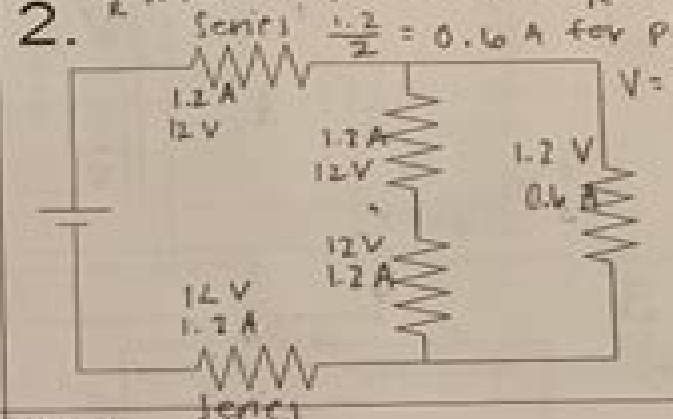 2.
Series 1.2/2 = 0.6 A for P
V =
1.2 A
12 V
1.2 A
12 V
1.2 V
0.6 A
12 V
1.2 A
12 V
1.2 A
Series